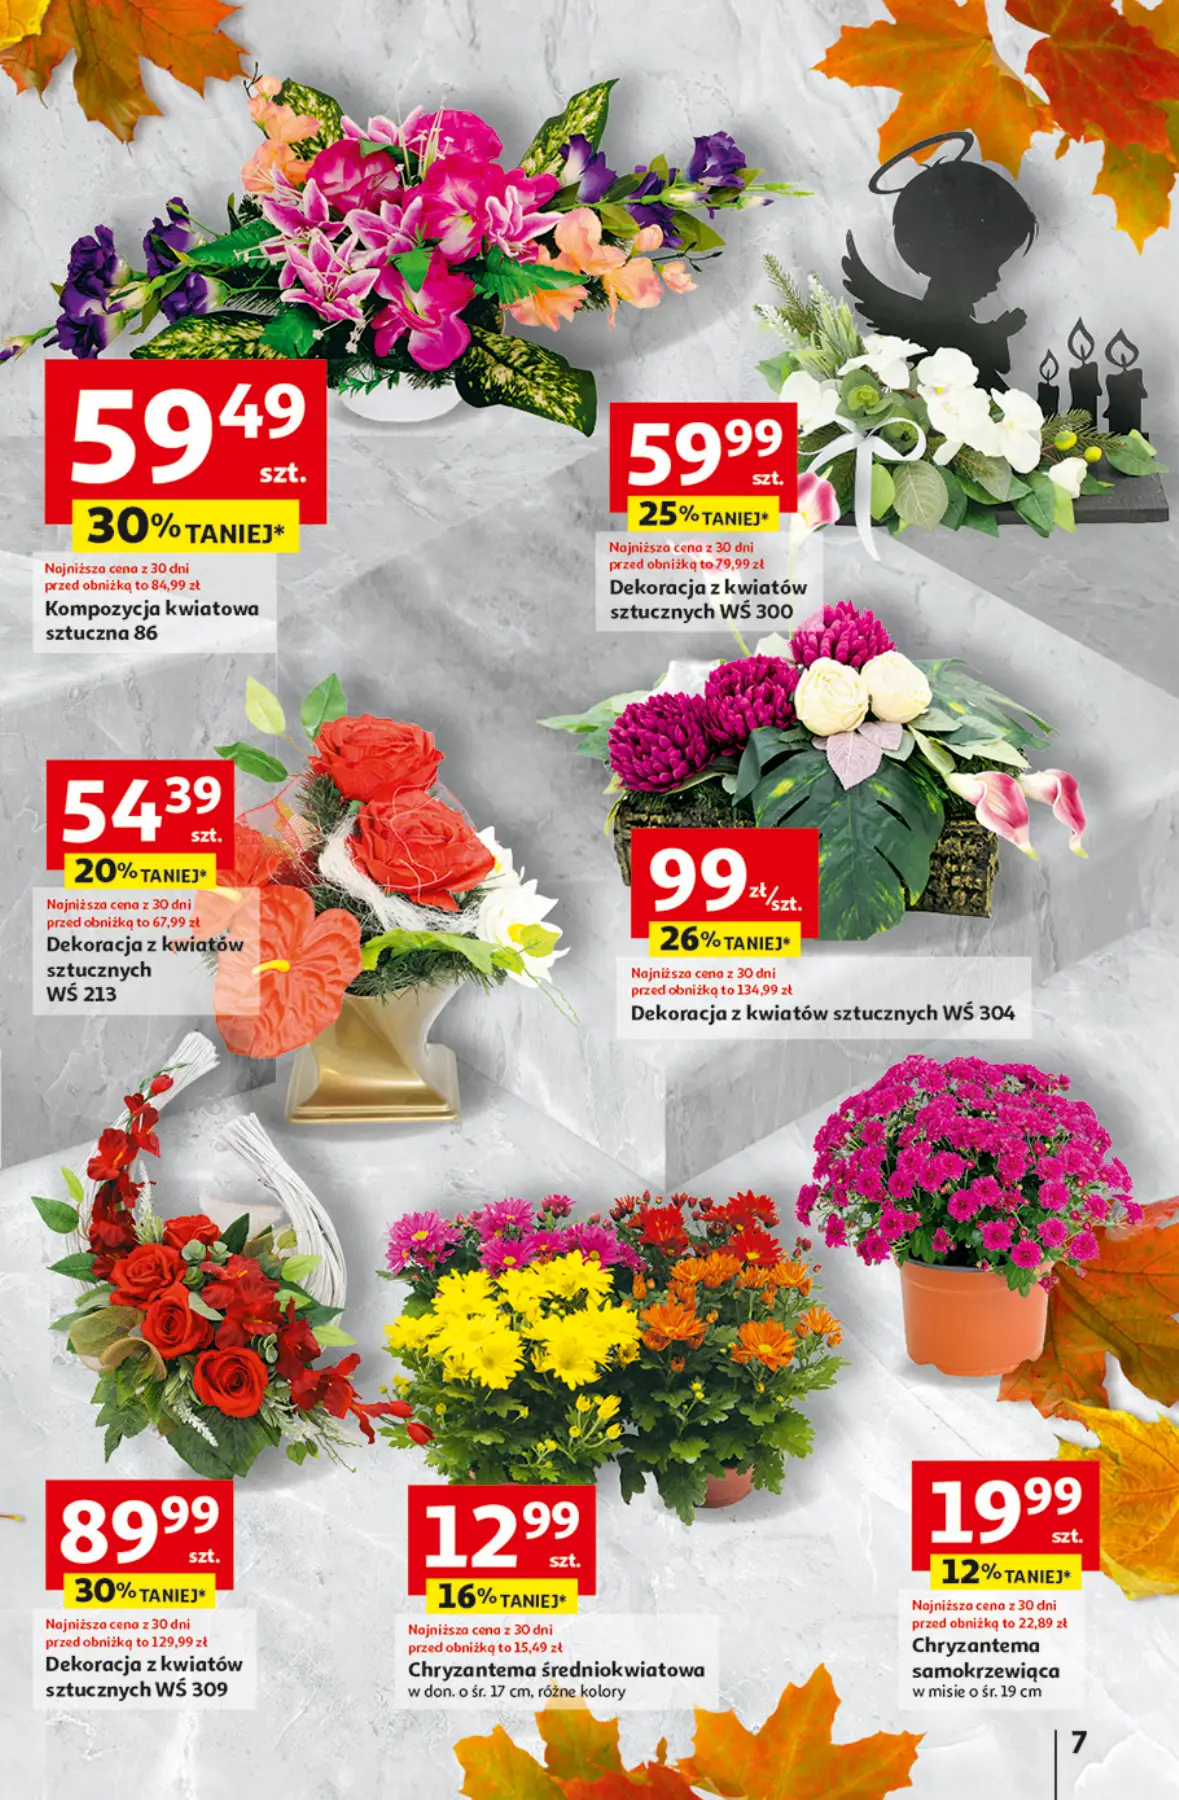 59 49
szt.
30% TANIEJ*
Najniższa cena z 30 dni
przed obniżką to 84,99 zł
Kompozycja kwiatowa
sztuczna 86
59 99
szt.
25% TANIEJ*
Najniższa cena z 30 dni
przed obniżką to 79,99 zł
Dekoracja z kwiatów
sztucznych WŚ 300
54 39
szt.
20% TANIEJ*
Najniższa cena z 30 dni
przed obniżką to 67,99 zł
Dekoracja z kwiatów
sztucznych
WŚ 213
99 zł/szt.
26% TANIEJ*
Najniższa cena z 30 dni
przed obniżką to 134,99 zł
Dekoracja z kwiatów sztucznych WŚ 304
89 99
szt.
30% TANIEJ*
Najniższa cena z 30 dni
przed obniżką to 129,99 zł
Dekoracja z kwiatów
sztucznych WŚ 309
12 99
szt.
16% TANIEJ*
Najniższa cena z 30 dni
przed obniżką to 15,49 zł
Chryzantema średniokwiatowa
w don. o śr. 17 cm, różne kolory
19 99
szt.
12% TANIEJ*
Najniższa cena z 30 dni
przed obniżką to 22,89 zł
Chryzantema
samokrzewiąca
w misie o śr. 19 cm
7